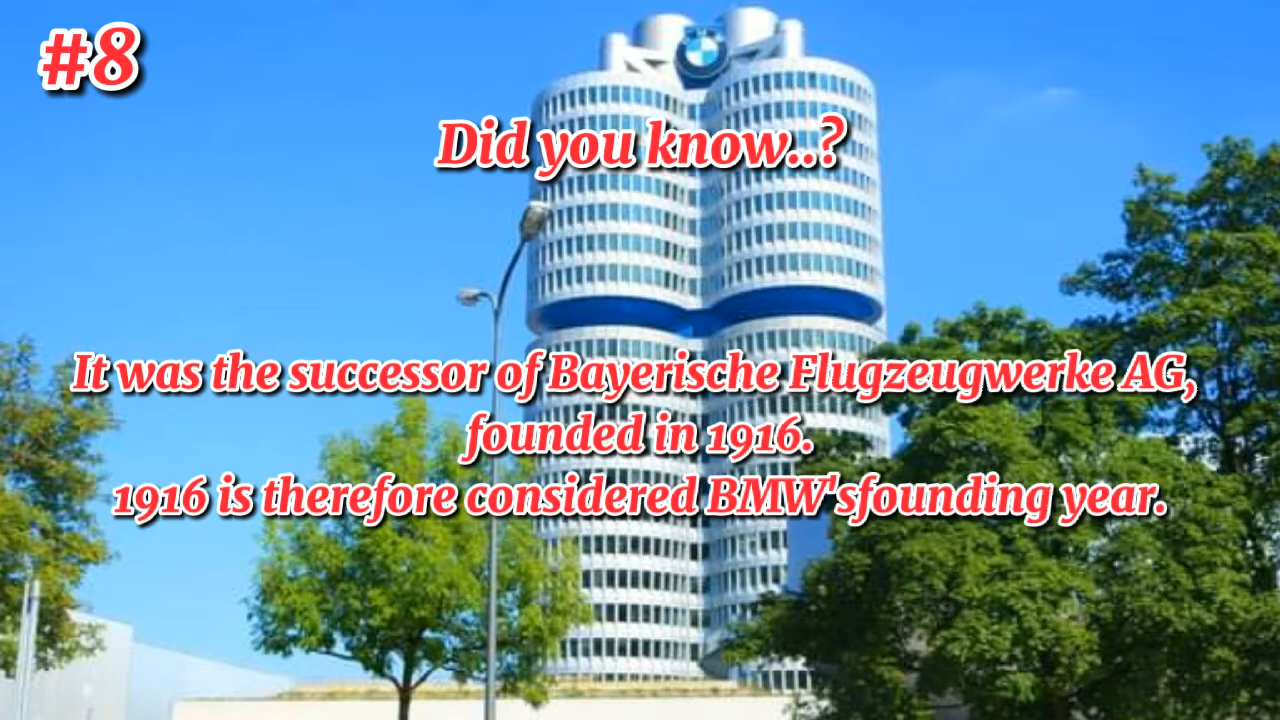 #8
Did you know..?
It was the successor of Bayerische Flugzeugwerke AG,
founded in 1916.
1916 is therefore considered BMW'sfounding year.